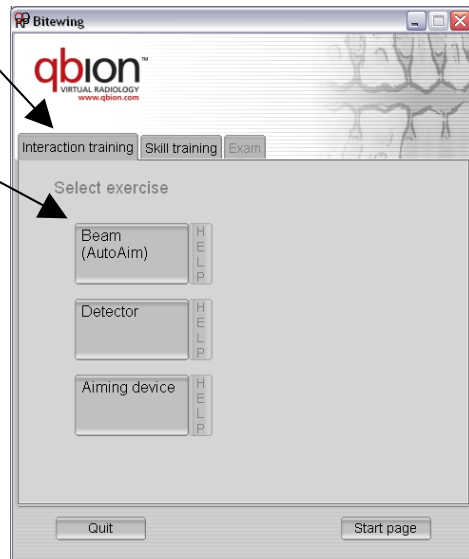 Bitewing
qbion™
VIRTUAL RADIOLOGY
www.qbion.com
Interaction training Skill training Exam
Select exercise
Beam
(AutoAim)
HELP
Detector
HELP
Aiming device
HELP
Quit Start page